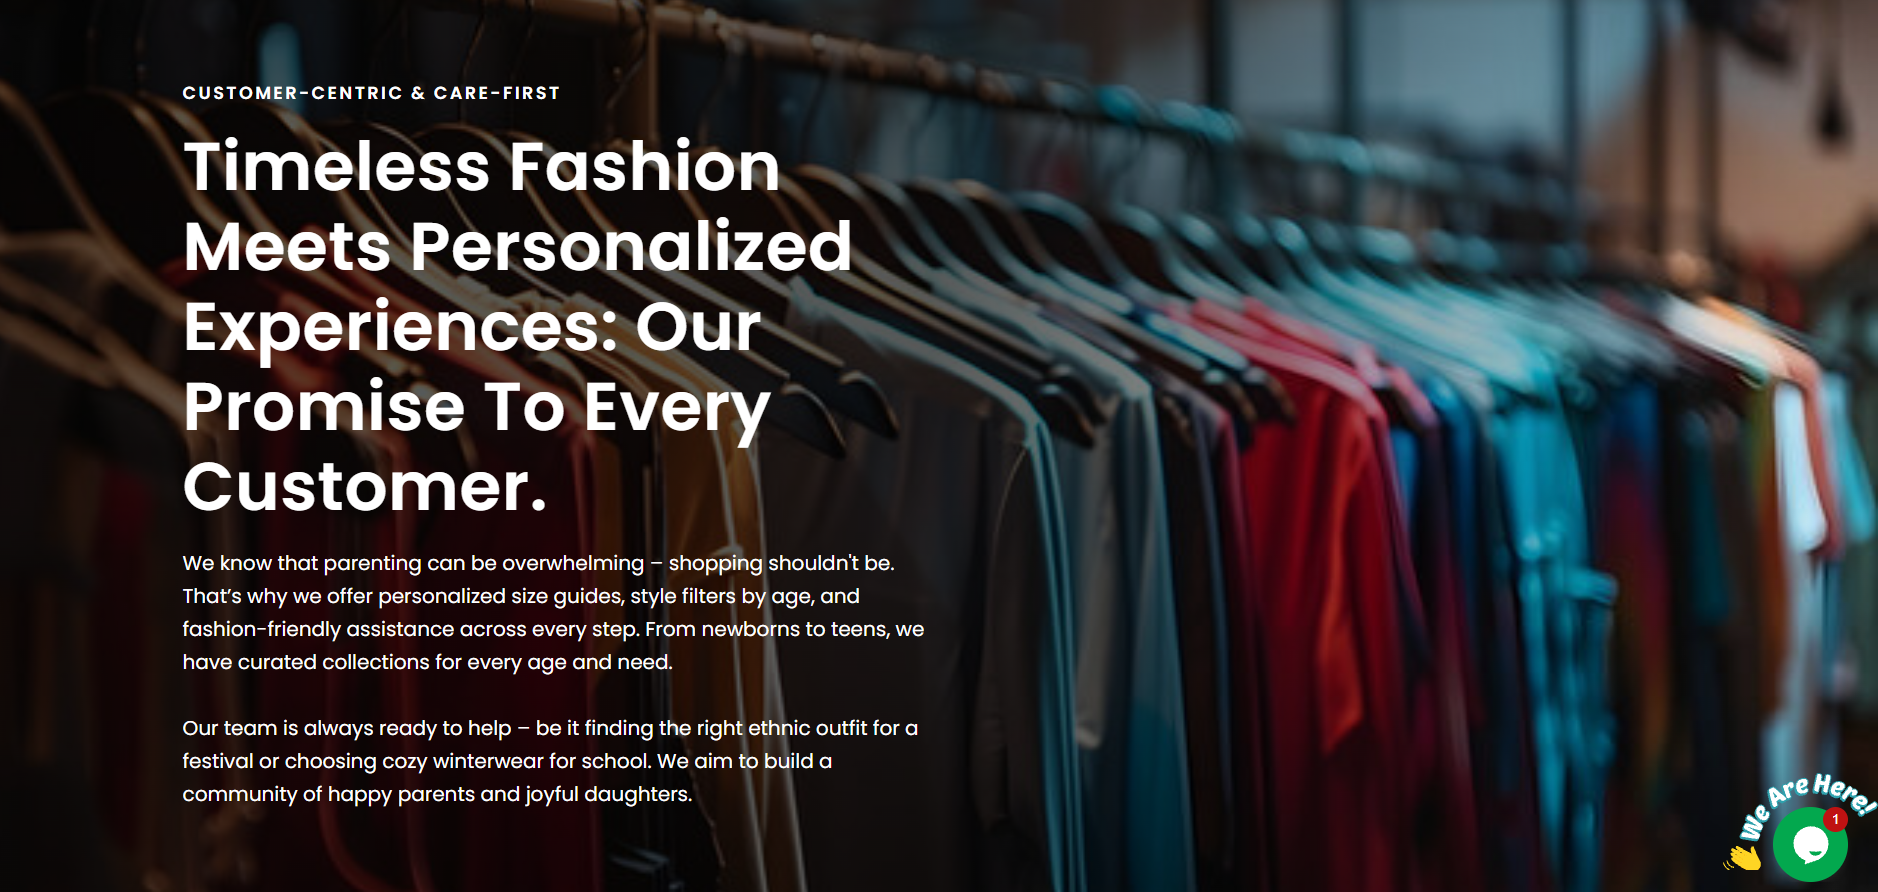 CUSTOMER-CENTRIC & CARE-FIRST
Timeless Fashion
Meets Personalized
Experiences: Our
Promise To Every
Customer.
We know that parenting can be overwhelming – shopping shouldn't be.
That’s why we offer personalized size guides, style filters by age, and
fashion-friendly assistance across every step. From newborns to teens, we
have curated collections for every age and need.
Our team is always ready to help – be it finding the right ethnic outfit for a
festival or choosing cozy winterwear for school. We aim to build a
community of happy parents and joyful daughters.
We Are Here!
1